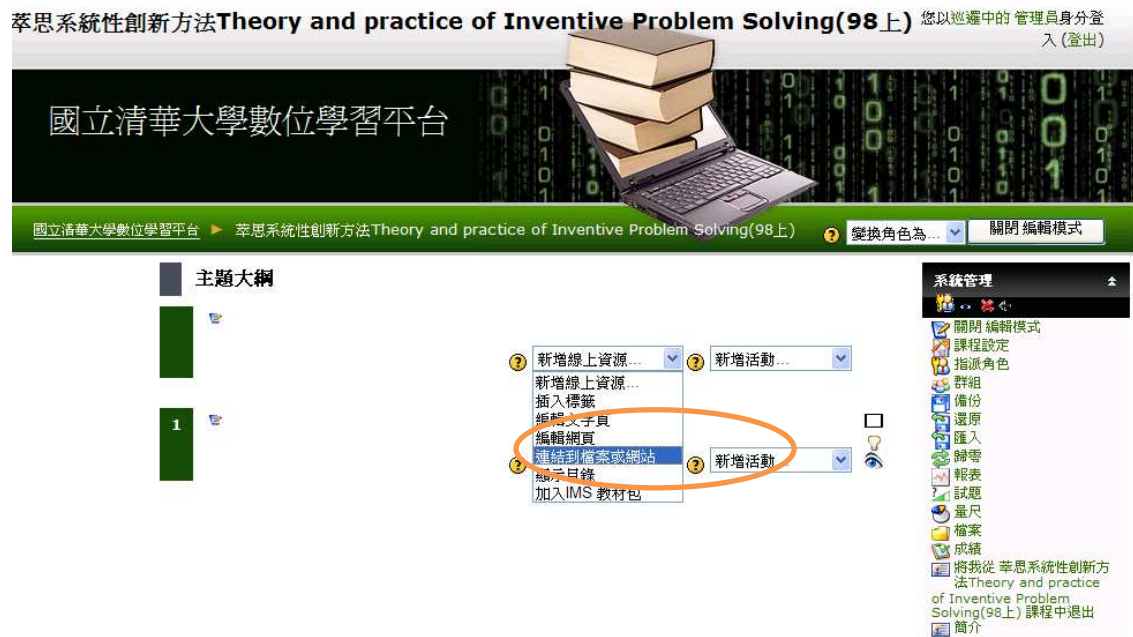 萃思系統性創新方法Theory and practice of Inventive Problem Solving(98上)
您以巡邏中的 管理員身分登
入 (登出)
國立清華大學數位學習平台
國立清華大學數位學習平台 ► 萃思系統性創新方法Theory and practice of Inventive Problem Solving(98上)
變換角色為...
關閉 編輯模式
主題大綱
新增線上資源...
新增活動...
新增線上資源...
插入標籤
編輯文字頁
編輯網頁
連結到檔案或網站
顯示目錄
加入IMS 教材包
1
新增活動...
系統管理
關閉 編輯模式
課程設定
指派角色
群組
備份
還原
匯入
歸零
報表
試題
量尺
檔案
成績
將我從 萃思系統性創新方
法Theory and practice
of Inventive Problem
Solving(98上) 課程中退出
簡介